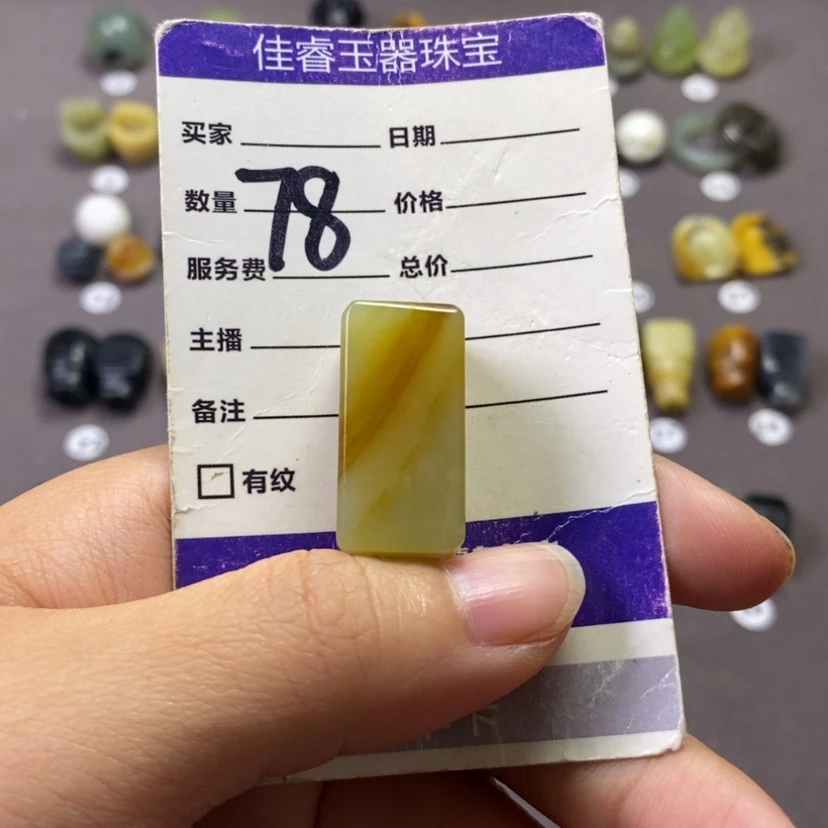 佳睿玉器珠宝
买家 日期
数量 价格
78
服务费 总价
主播
备注
有纹